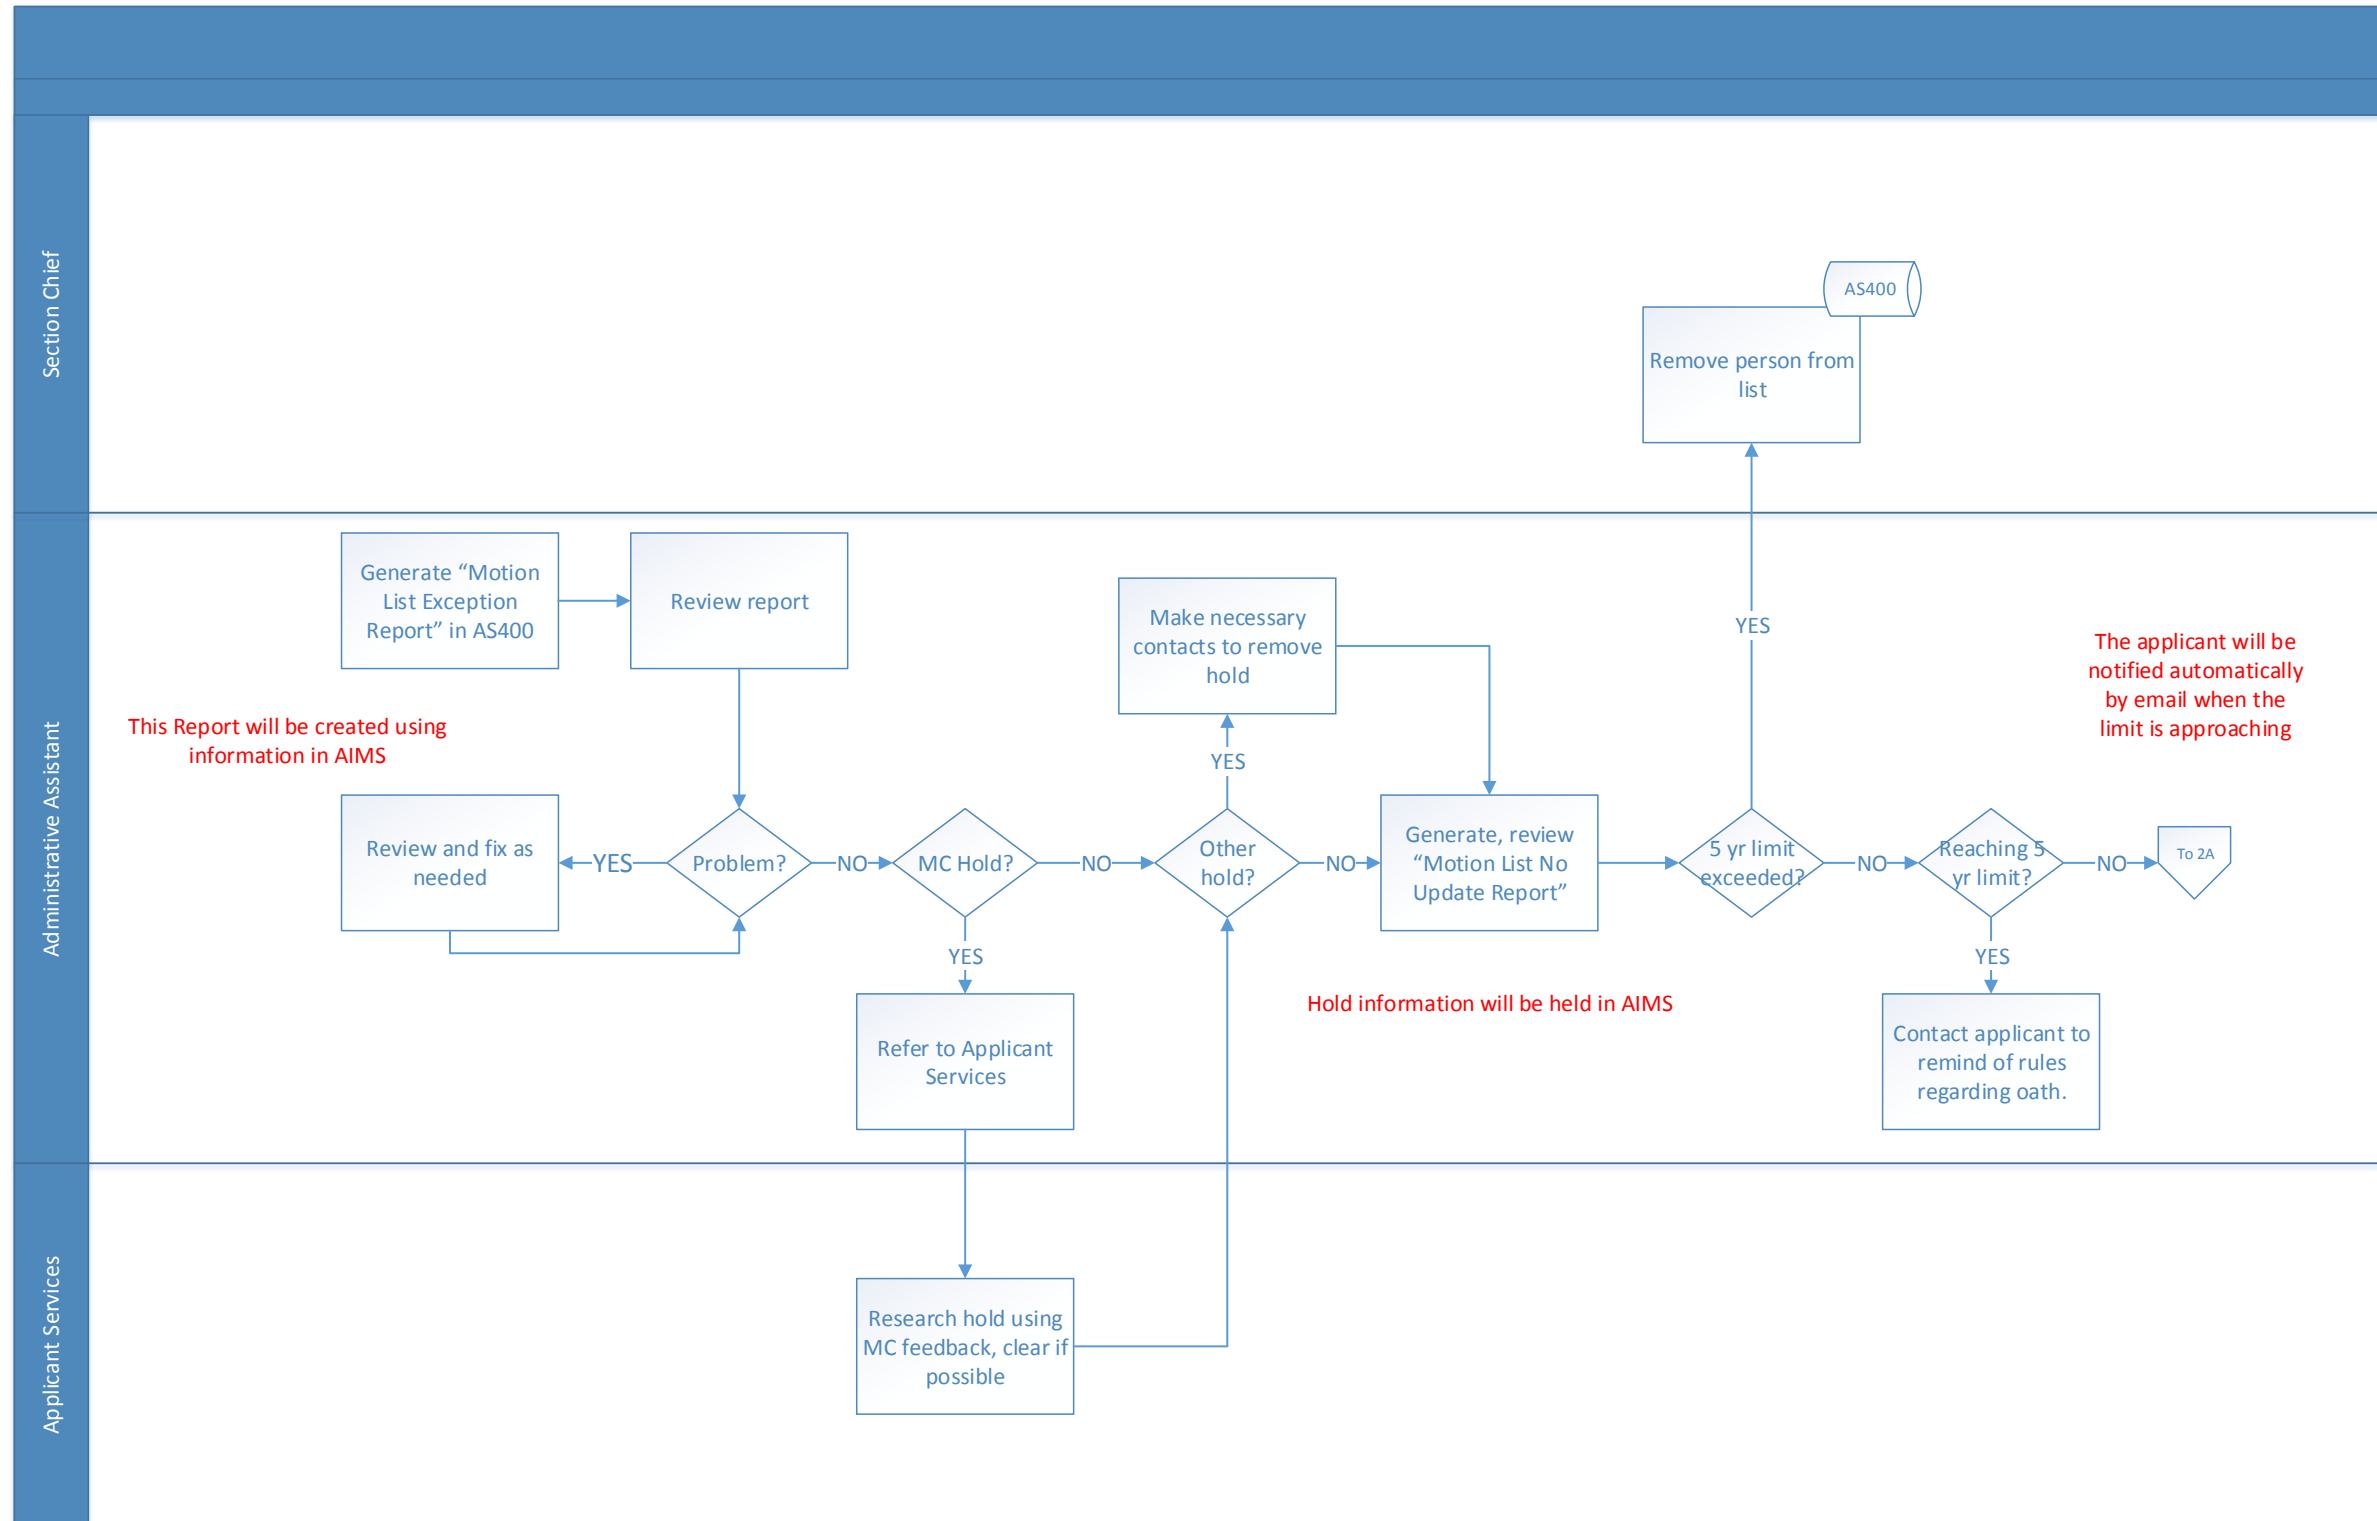 Section Chief
AS400
Remove person from
list
Administrative Assistant
Generate “Motion
List Exception
Report” in AS400
Review report
This Report will be created using
information in AIMS
Review and fix as
needed
YES
Problem?
NO
MC Hold?
NO
YES
Refer to Applicant
Services
Make necessary
contacts to remove
hold
YES
Other
hold?
NO
Generate, review
“Motion List No
Update Report”
Hold information will be held in AIMS
YES
5 yr limit
exceeded?
NO
Reaching 5
yr limit?
NO
To 2A
The applicant will be
notified automatically
by email when the
limit is approaching
YES
Contact applicant to
remind of rules
regarding oath.
Applicant Services
Research hold using
MC feedback, clear if
possible